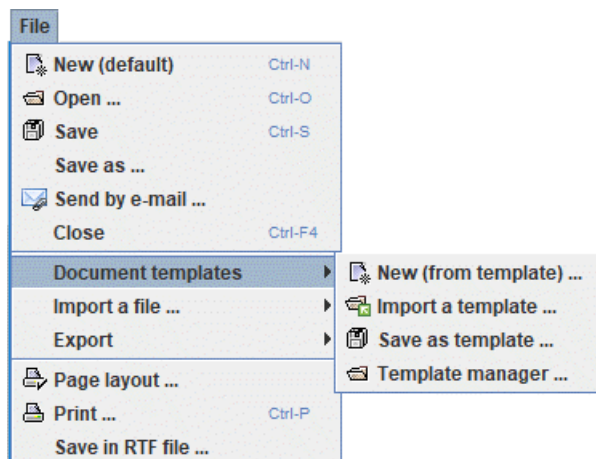 File
New (default) Ctrl-N
Open ... Ctrl-O
Save Ctrl-S
Save as ...
Send by e-mail ...
Close Ctrl-F4
Document templates
Import a file ...
Export
Page layout ...
Print ... Ctrl-P
Save in RTF file ...
New (from template) ...
Import a template ...
Save as template ...
Template manager ...